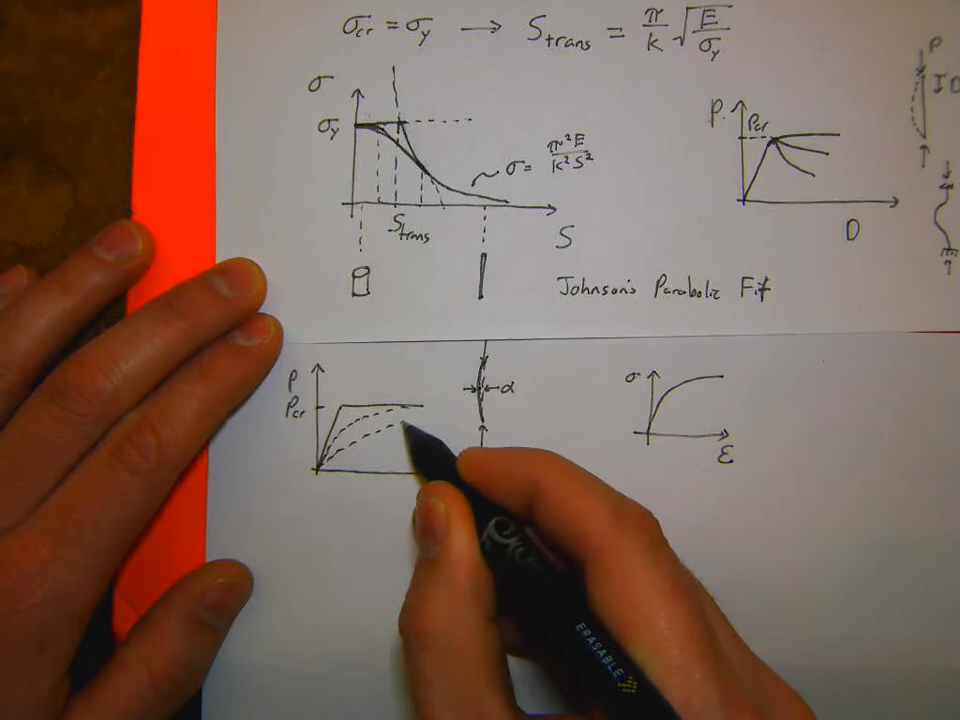 σcr = σy → Strans = π/k √(E/σy)
σ
σy
σ = π²E/k²S²
Strans
S
Johnson's Parabolic Fit
P
Pcr
D
P
D
P
Pcr
α
σ
ε
ERASABLE